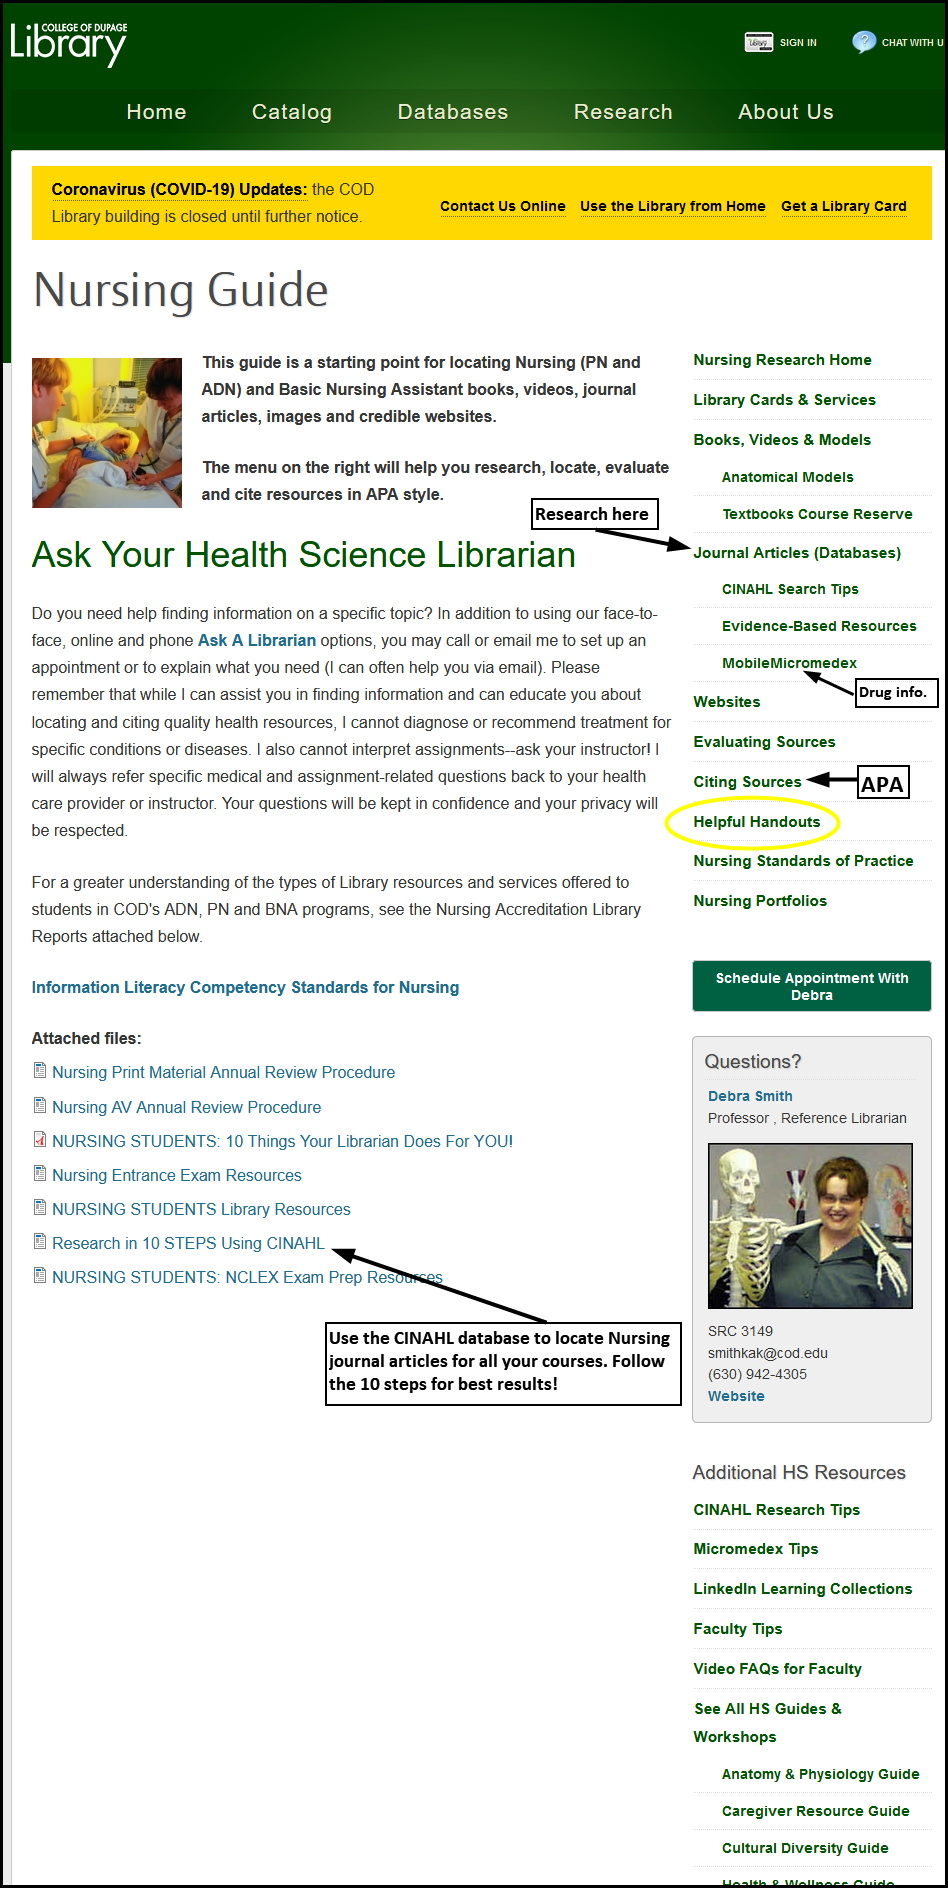 COLLEGE OF DUPAGE
Library
SIGN IN
CHAT WITH U
Home Catalog Databases Research About Us
Coronavirus (COVID-19) Updates: the COD
Library building is closed until further notice.
Contact Us Online Use the Library from Home Get a Library Card
Nursing Guide
This guide is a starting point for locating Nursing (PN and
ADN) and Basic Nursing Assistant books, videos, journal
articles, images and credible websites.
The menu on the right will help you research, locate, evaluate
and cite resources in APA style.
Ask Your Health Science Librarian
Do you need help finding information on a specific topic? In addition to using our face-to-
face, online and phone Ask A Librarian options, you may call or email me to set up an
appointment or to explain what you need (I can often help you via email). Please
remember that while I can assist you in finding information and can educate you about
locating and citing quality health resources, I cannot diagnose or recommend treatment for
specific conditions or diseases. I also cannot interpret assignments--ask your instructor! I
will always refer specific medical and assignment-related questions back to your health
care provider or instructor. Your questions will be kept in confidence and your privacy will
be respected.
For a greater understanding of the types of Library resources and services offered to
students in COD's ADN, PN and BNA programs, see the Nursing Accreditation Library
Reports attached below.
Information Literacy Competency Standards for Nursing
Attached files:
Nursing Print Material Annual Review Procedure
Nursing AV Annual Review Procedure
NURSING STUDENTS: 10 Things Your Librarian Does For YOU!
Nursing Entrance Exam Resources
NURSING STUDENTS Library Resources
Research in 10 STEPS Using CINAHL
NURSING STUDENTS: NCLEX Exam Prep Resources
Use the CINAHL database to locate Nursing
journal articles for all your courses. Follow
the 10 steps for best results!
Nursing Research Home
Library Cards & Services
Books, Videos & Models
Anatomical Models
Textbooks Course Reserve
Research here
Journal Articles (Databases)
CINAHL Search Tips
Evidence-Based Resources
MobileMicromedex
Drug info.
Websites
Evaluating Sources
Citing Sources
APA
Helpful Handouts
Nursing Standards of Practice
Nursing Portfolios
Schedule Appointment With
Debra
Questions?
Debra Smith
Professor , Reference Librarian
SRC 3149
smithkak@cod.edu
(630) 942-4305
Website
Additional HS Resources
CINAHL Research Tips
Micromedex Tips
LinkedIn Learning Collections
Faculty Tips
Video FAQs for Faculty
See All HS Guides &
Workshops
Anatomy & Physiology Guide
Caregiver Resource Guide
Cultural Diversity Guide
Health & Wellness Guide